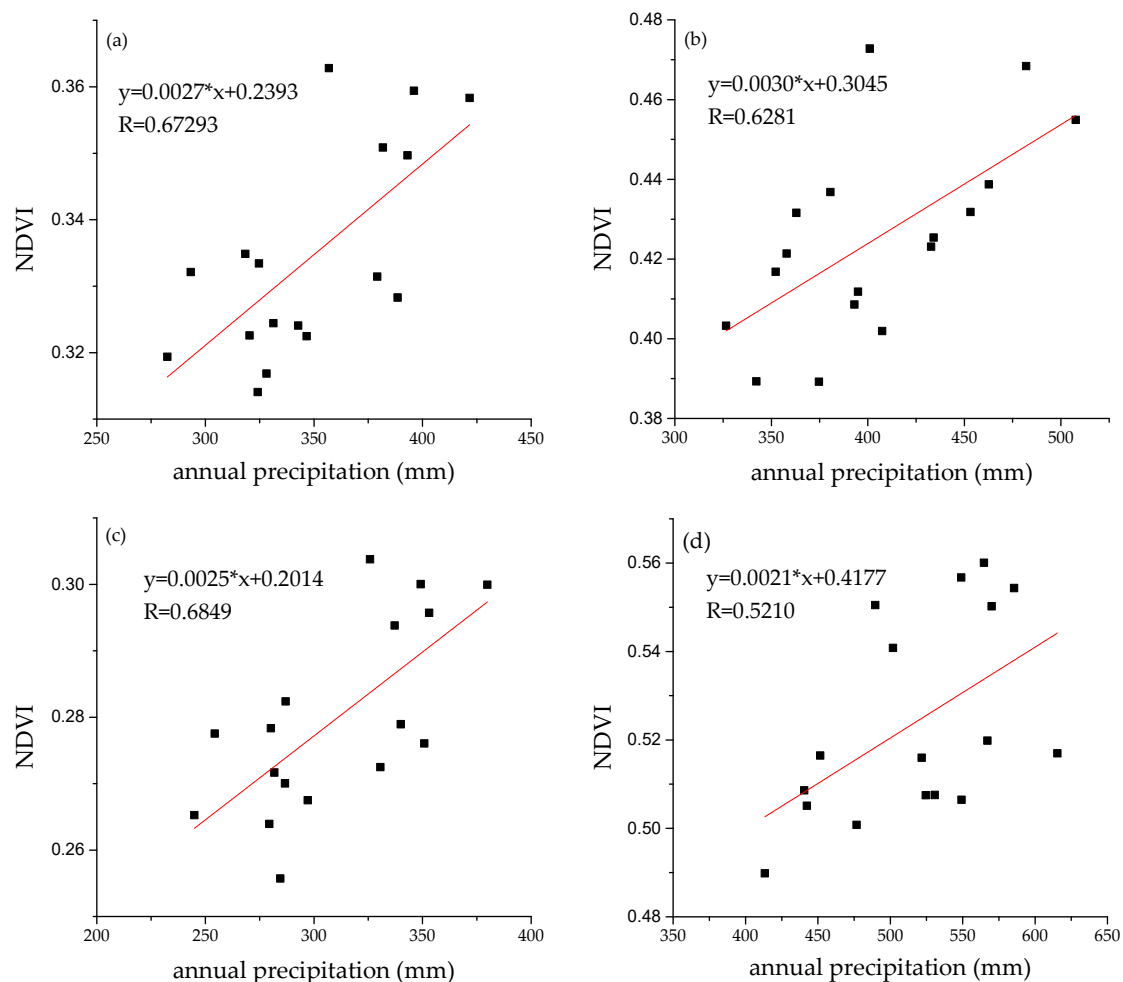 (a)
y=0.0027*x+0.2393
R=0.67293
0.36
0.34
0.32
NDVI
250 300 350 400 450
annual precipitation (mm)
(b)
y=0.0030*x+0.3045
R=0.6281
0.48
0.46
0.44
0.42
0.40
0.38
NDVI
300 350 400 450 500
annual precipitation (mm)
(c)
y=0.0025*x+0.2014
R=0.6849
0.30
0.28
0.26
NDVI
200 250 300 350 400
annual precipitation (mm)
(d)
y=0.0021*x+0.4177
R=0.5210
0.56
0.54
0.52
0.50
0.48
NDVI
350 400 450 500 550 600 650
annual precipitation (mm)